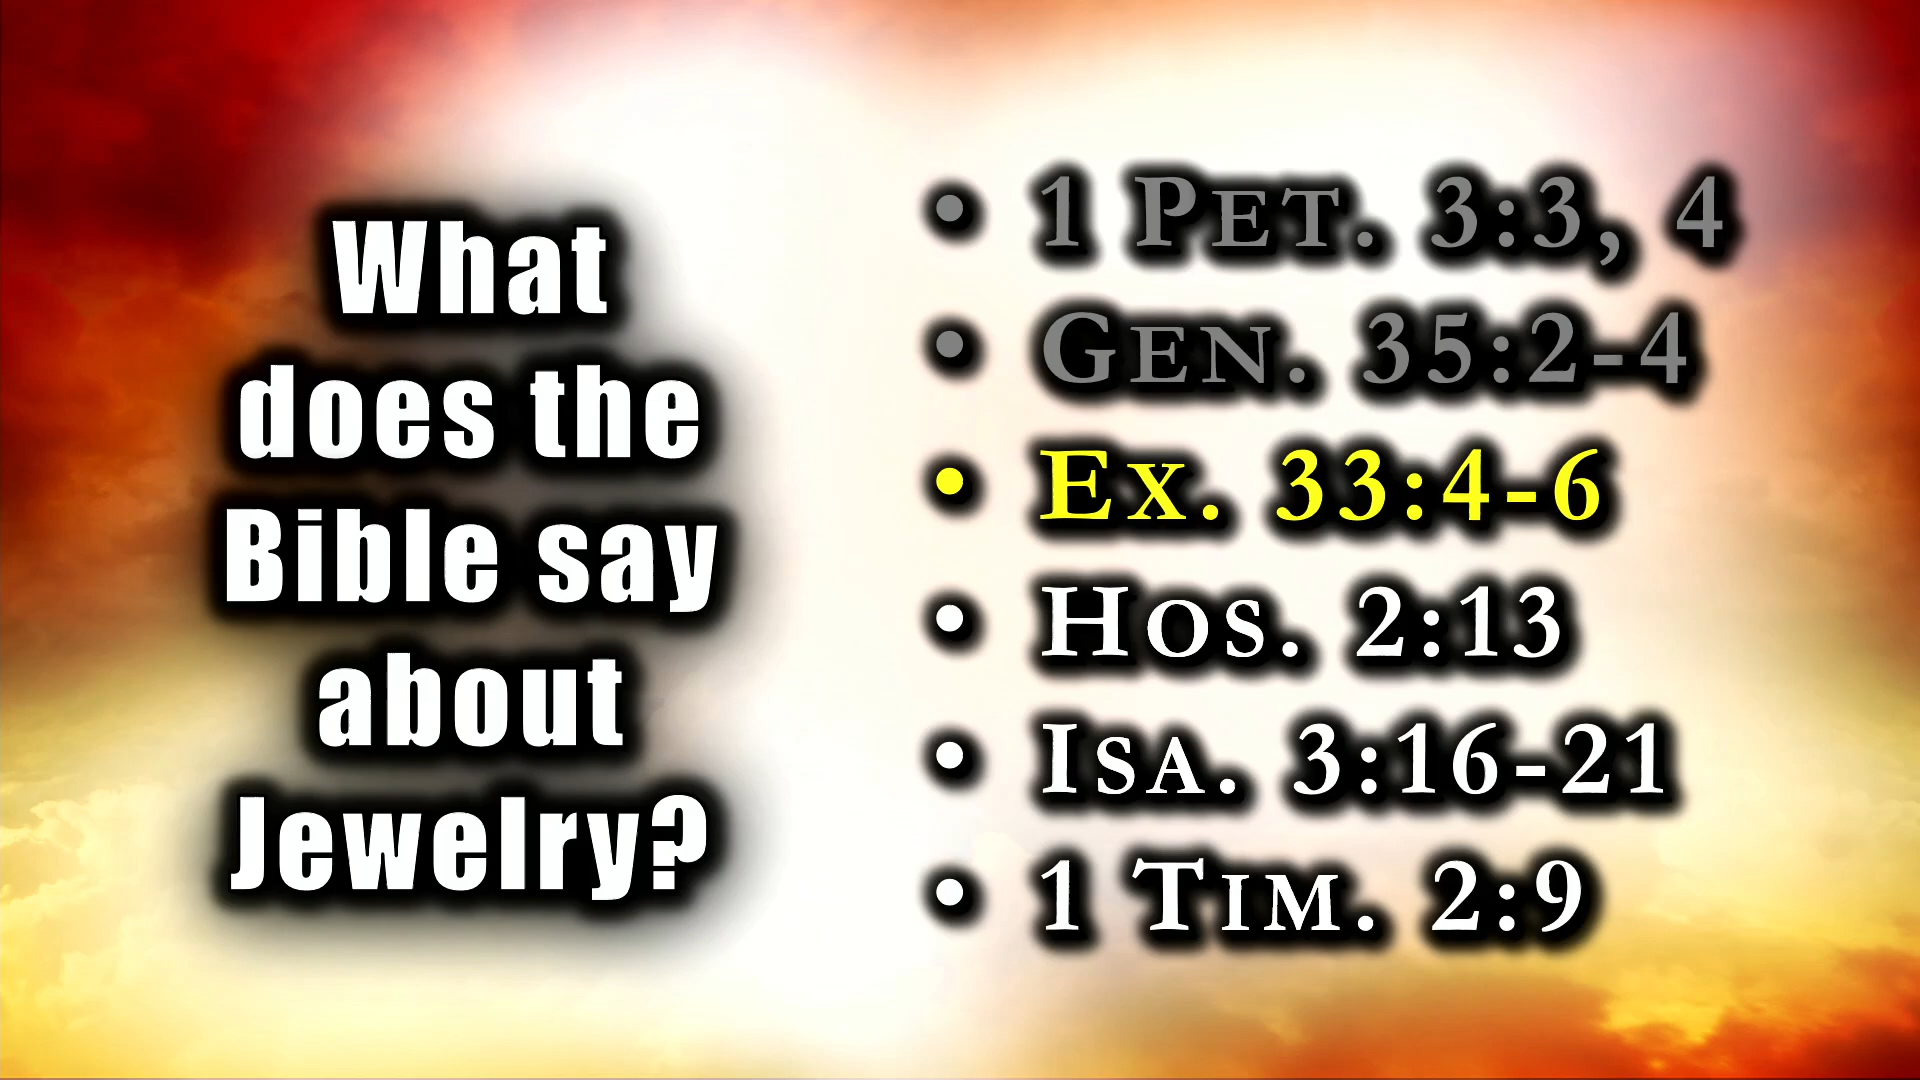 What
does the
Bible say
about
Jewelry?
• 1 Pet. 3:3, 4
• Gen. 35:2-4
• Ex. 33:4-6
• Hos. 2:13
• Isa. 3:16-21
• 1 Tim. 2:9